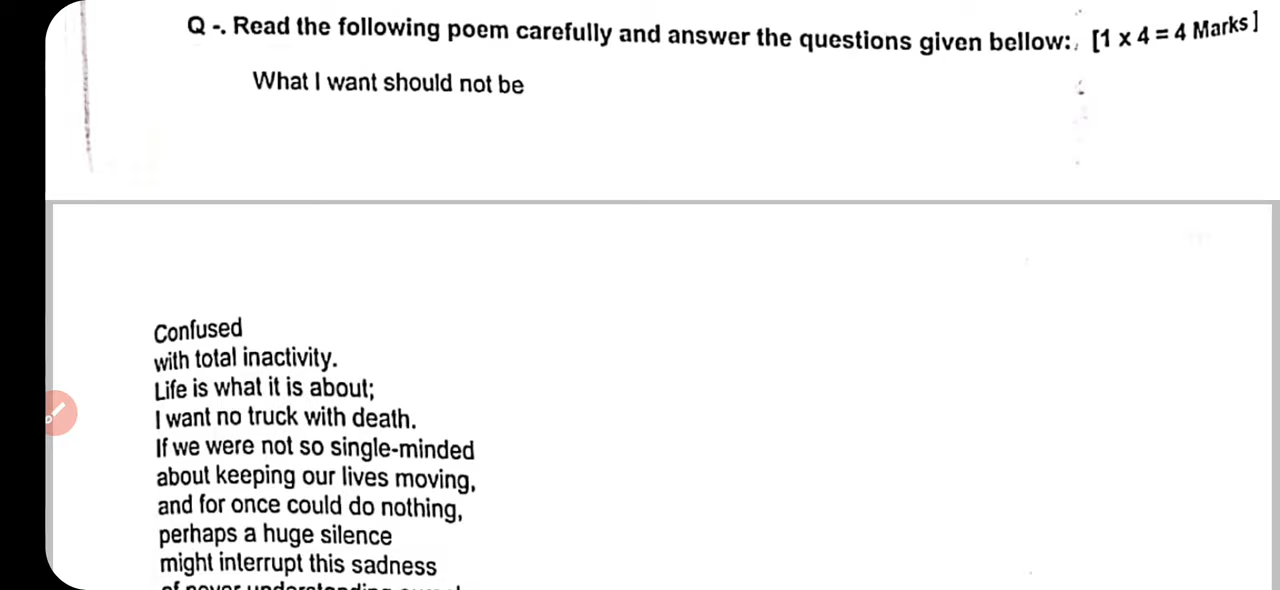 Q -. Read the following poem carefully and answer the questions given bellow:, [1 x 4 = 4 Marks]
What I want should not be
Confused
with total inactivity.
Life is what it is about;
I want no truck with death.
If we were not so single-minded
about keeping our lives moving,
and for once could do nothing,
perhaps a huge silence
might interrupt this sadness
of never understanding